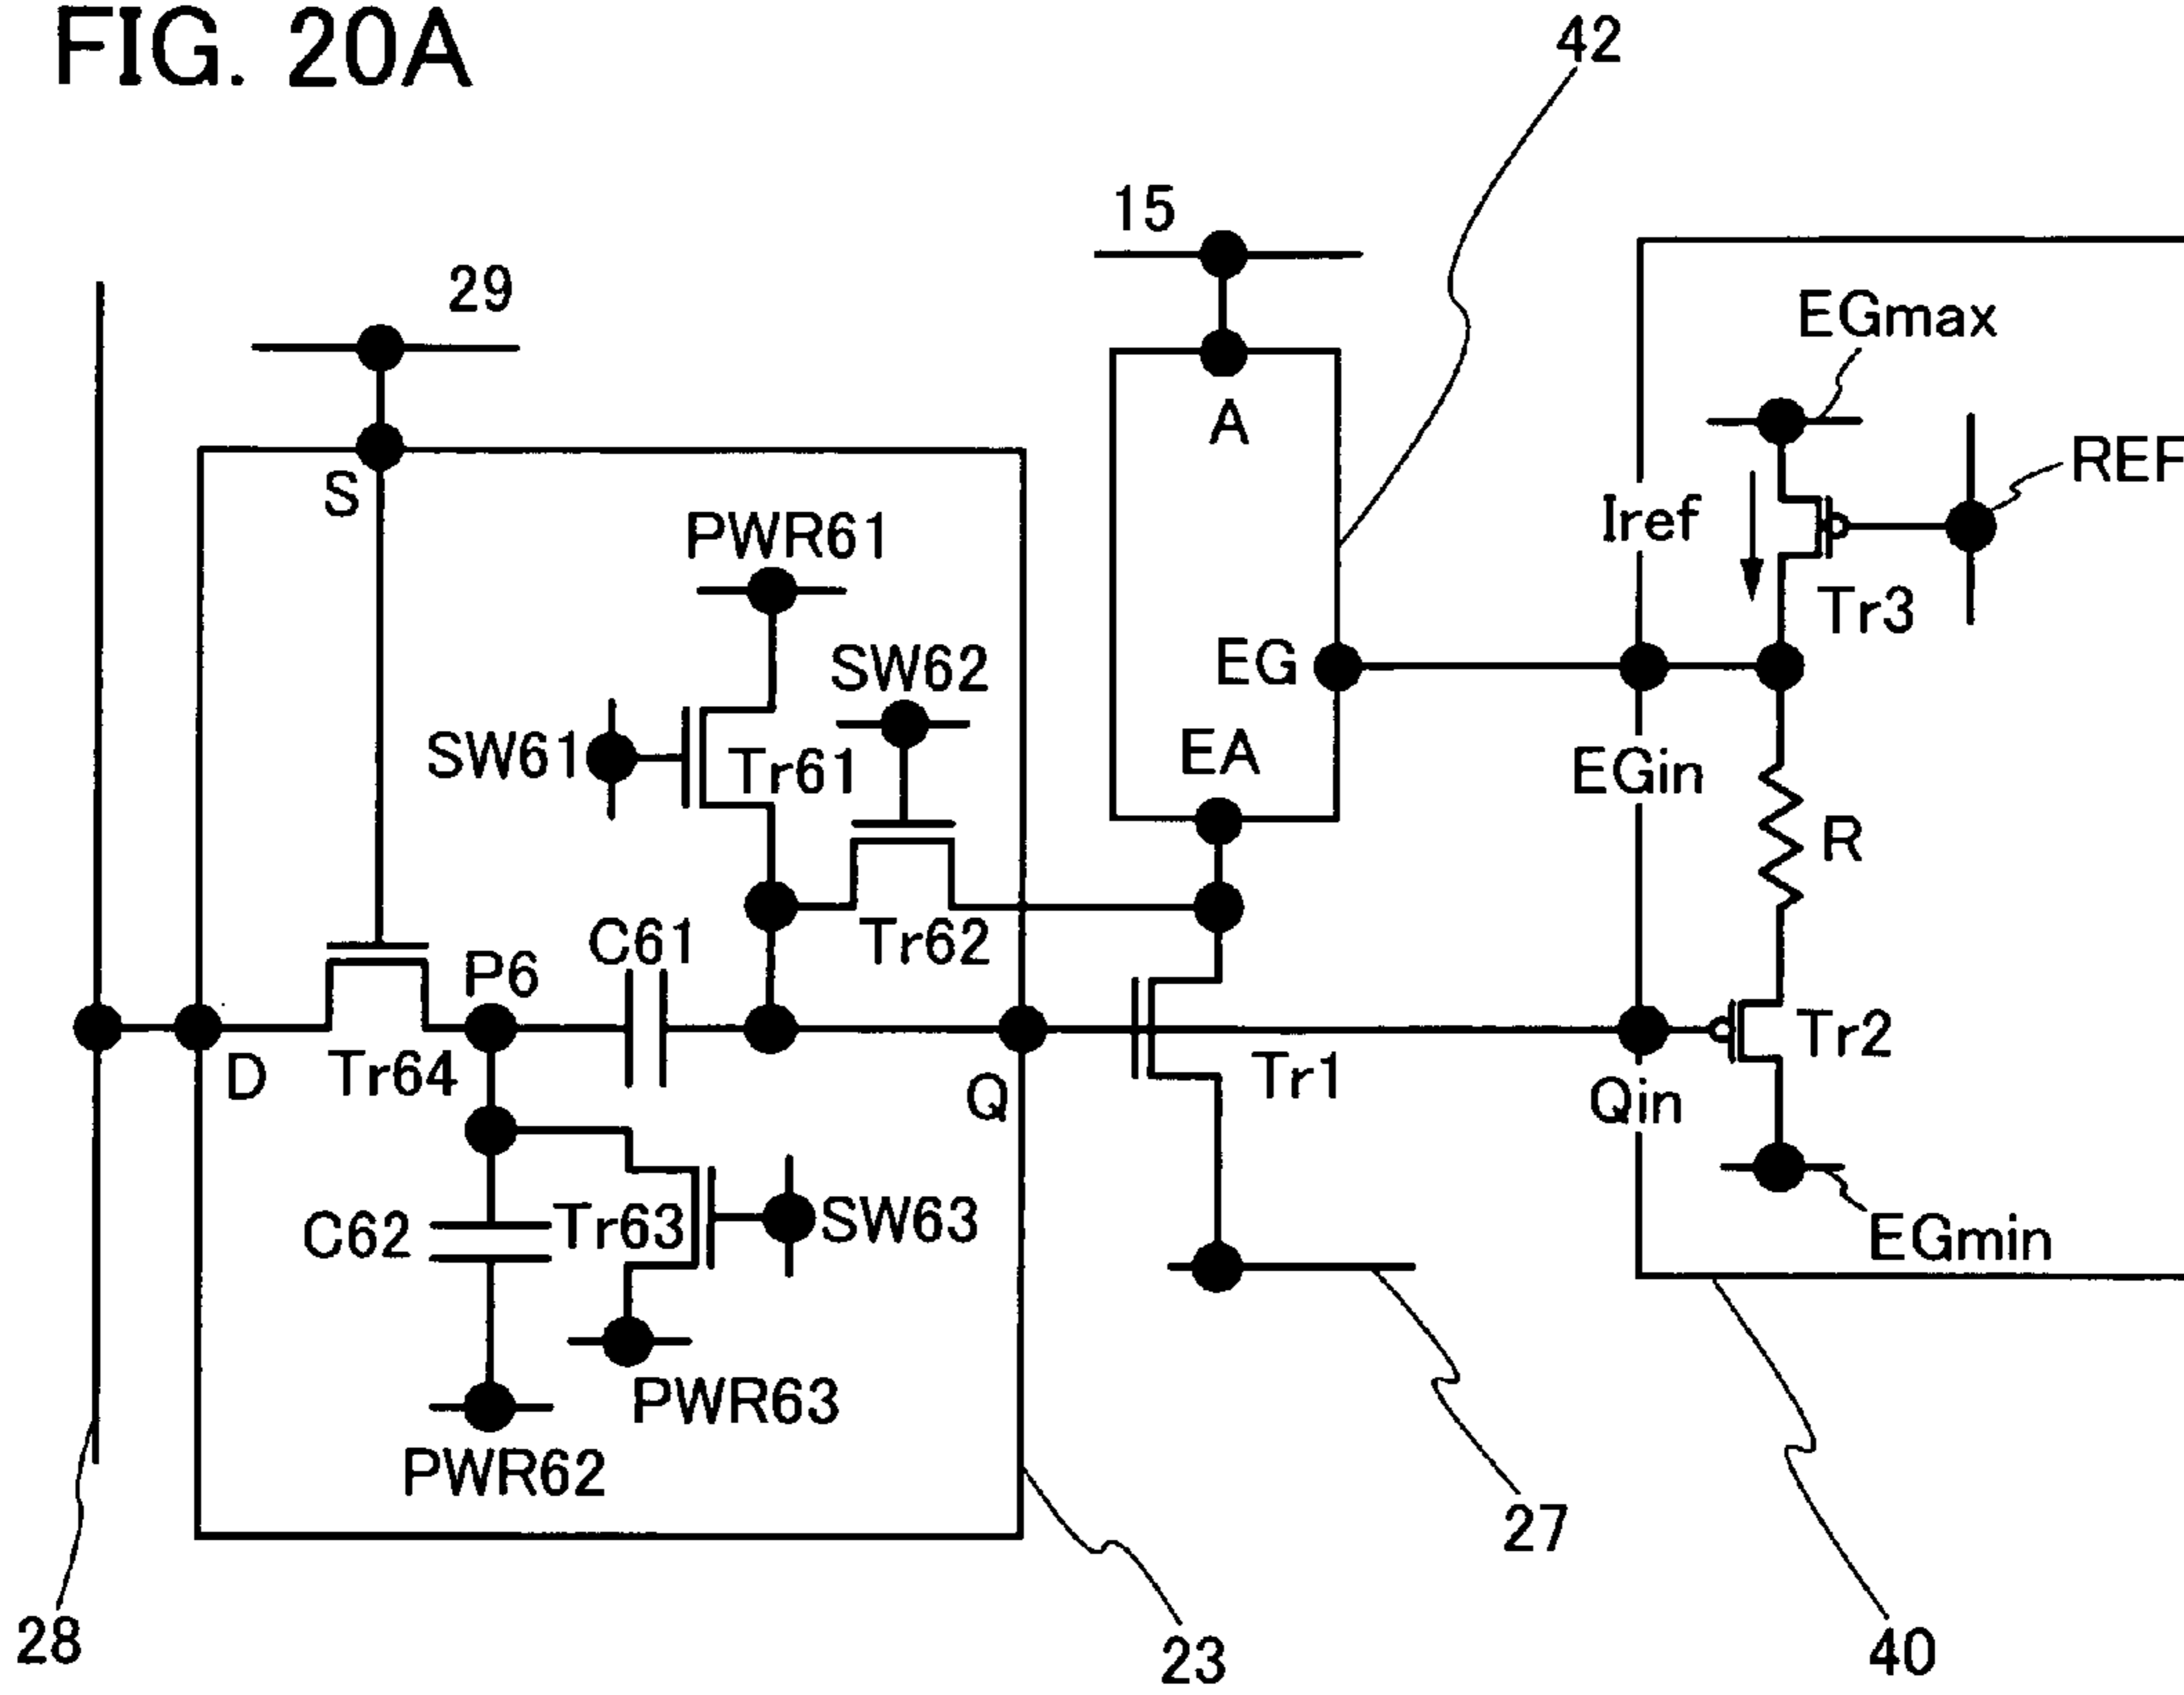 FIG. 20A
42
15
29
EGmax
A
REF
S
Iref
PWR61
Tr3
SW62
EG
SW61
Tr61
EA
EGin
R
C61
Tr62
P6
Tr2
D
Tr64
Q
Tr1
Qin
C62
Tr63
SW63
EGmin
PWR63
PWR62
27
28
23
40